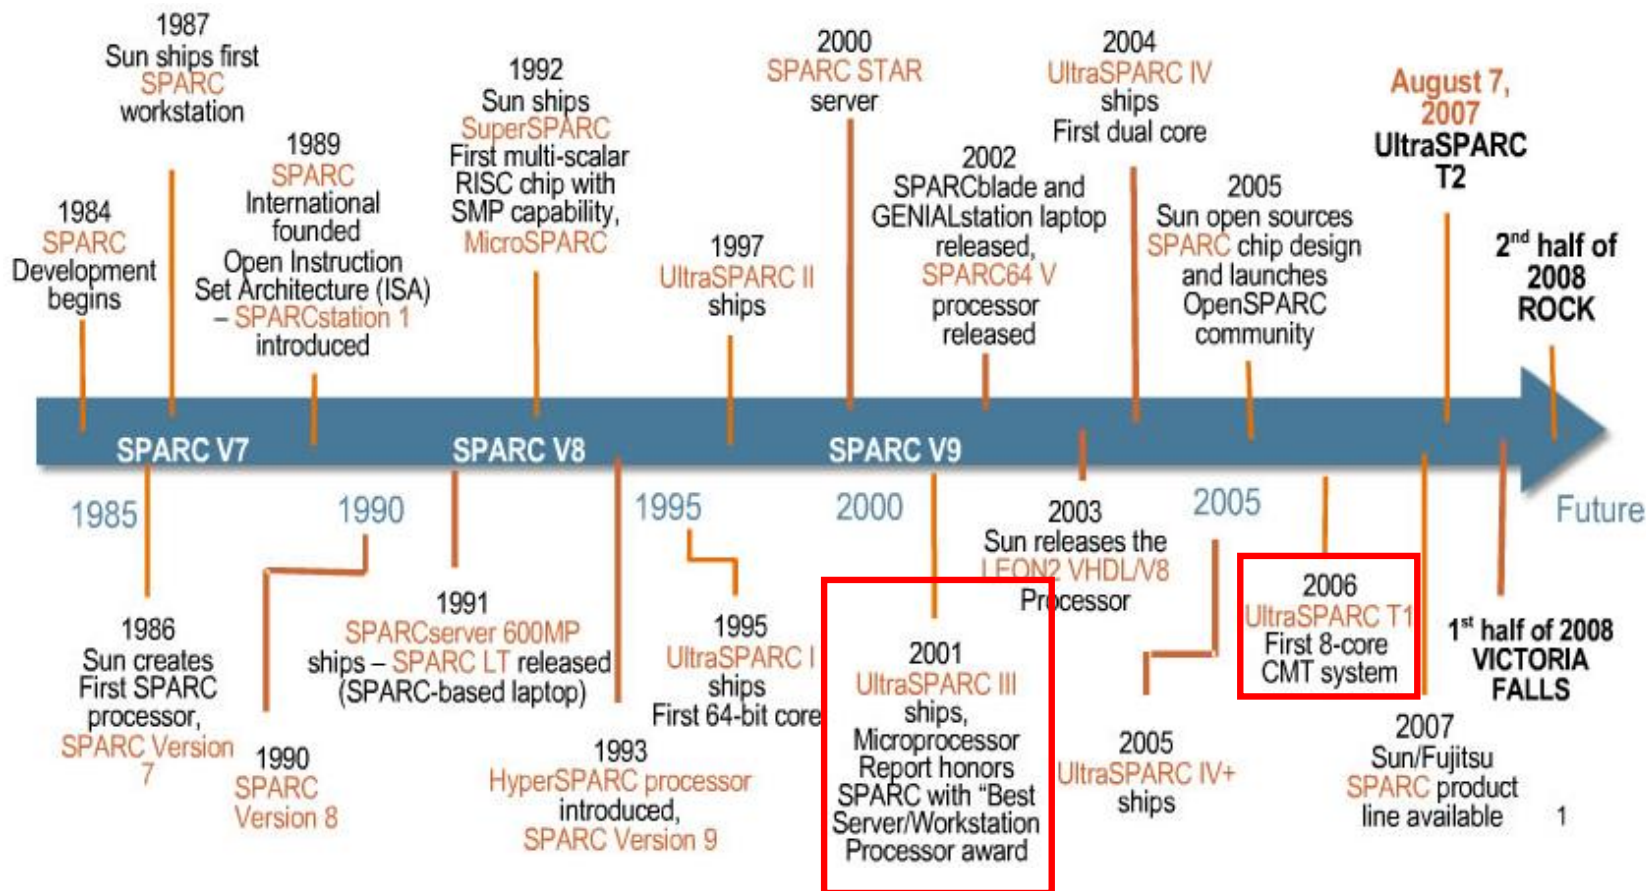 1987
Sun ships first
SPARC
workstation
1984
SPARC
Development
begins
1989
SPARC
International
founded
Open Instruction
Set Architecture (ISA)
– SPARCstation 1
introduced
1992
Sun ships
SuperSPARC
First multi-scalar
RISC chip with
SMP capability,
MicroSPARC
1997
UltraSPARC II
ships
2000
SPARC STAR
server
2002
SPARCblade and
GENIALstation laptop
released,
SPARC64 V
processor
released
2004
UltraSPARC IV
ships
First dual core
2005
Sun open sources
SPARC chip design
and launches
OpenSPARC
community
August 7,
2007
UltraSPARC
T2
2nd half of
2008
ROCK
SPARC V7
SPARC V8
SPARC V9
1985
1990
1995
2000
2005
Future
1986
Sun creates
First SPARC
processor,
SPARC Version
7
1990
SPARC
Version 8
1991
SPARCserver 600MP
ships – SPARC LT released
(SPARC-based laptop)
1993
HyperSPARC processor
introduced,
SPARC Version 9
1995
UltraSPARC I
ships
First 64-bit core
2001
UltraSPARC III
ships,
Microprocessor
Report honors
SPARC with “Best
Server/Workstation
Processor award
2003
Sun releases the
LEON2 VHDL/V8
Processor
2005
UltraSPARC IV+
ships
2006
UltraSPARC T1
First 8-core
CMT system
2007
Sun/Fujitsu
SPARC product
line available
1st half of 2008
VICTORIA
FALLS
1